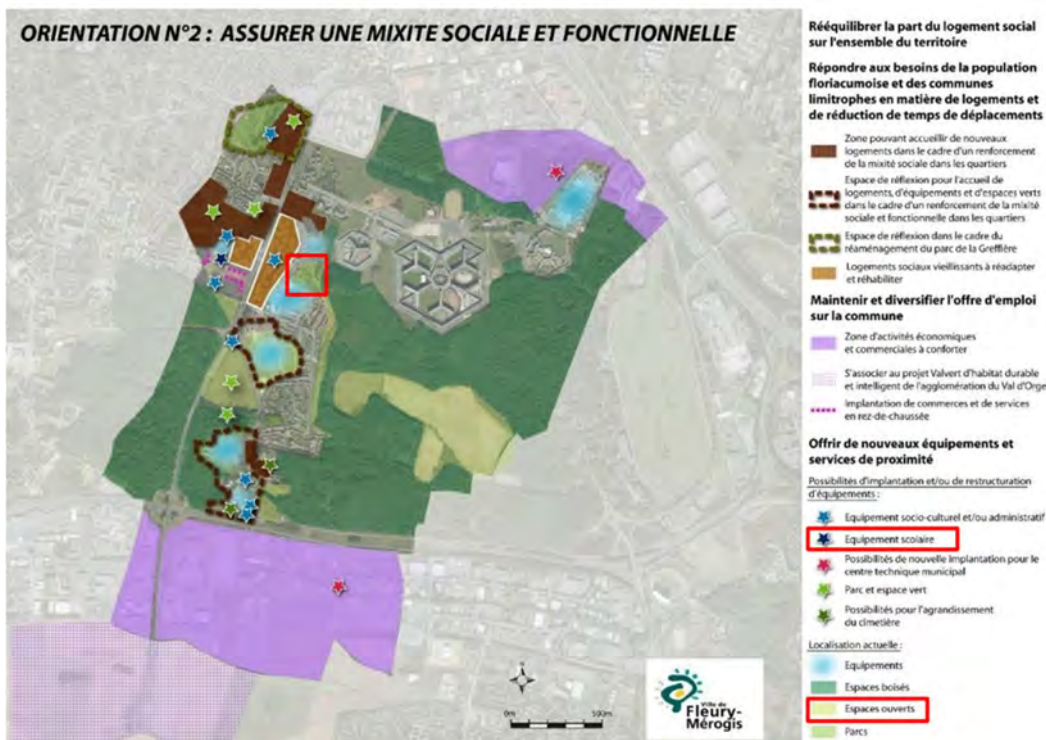 ORIENTATION N°2 : ASSURER UNE MIXITE SOCIALE ET FONCTIONNELLE
Rééquilibrer la part du logement social
sur l'ensemble du territoire
Répondre aux besoins de la population
floriacumoise et des communes
limitrophes en matière de logements et
de réduction de temps de déplacements
Zone pouvant accueillir de nouveaux
logements dans le cadre d'un renforcement
de la mixité sociale dans les quartiers
Espace de réflexion pour l'accueil de
logements, d'équipements et d'espaces verts
dans le cadre d'un renforcement de la mixité
sociale et fonctionnelle dans les quartiers
Espace de réflexion dans le cadre du
réaménagement du parc de la Greffière
Logements sociaux vieillissants à réadapter
et réhabiliter
Maintenir et diversifier l'offre d'emploi
sur la commune
Zone d'activités économiques
et commerciales à conforter
S'associer au projet Valvert d'habitat durable
et intelligent de l'agglomération du Val d'Orge
Implantation de commerces et de services
en rez-de-chaussée
Offrir de nouveaux équipements et
services de proximité
Possibilités d'implantation et/ou de restructuration
d'équipements :
Equipement socio-culturel et/ou administratif
Equipement scolaire
Possibilités de nouvelle implantation pour le
centre technique municipal
Parc et espace vert
Possibilités pour l'agrandissement
du cimetière
Localisation actuelle :
Equipements
Espaces boisés
Espaces ouverts
Parcs
N
0m 500m
Ville de
Fleury-
Mérogis